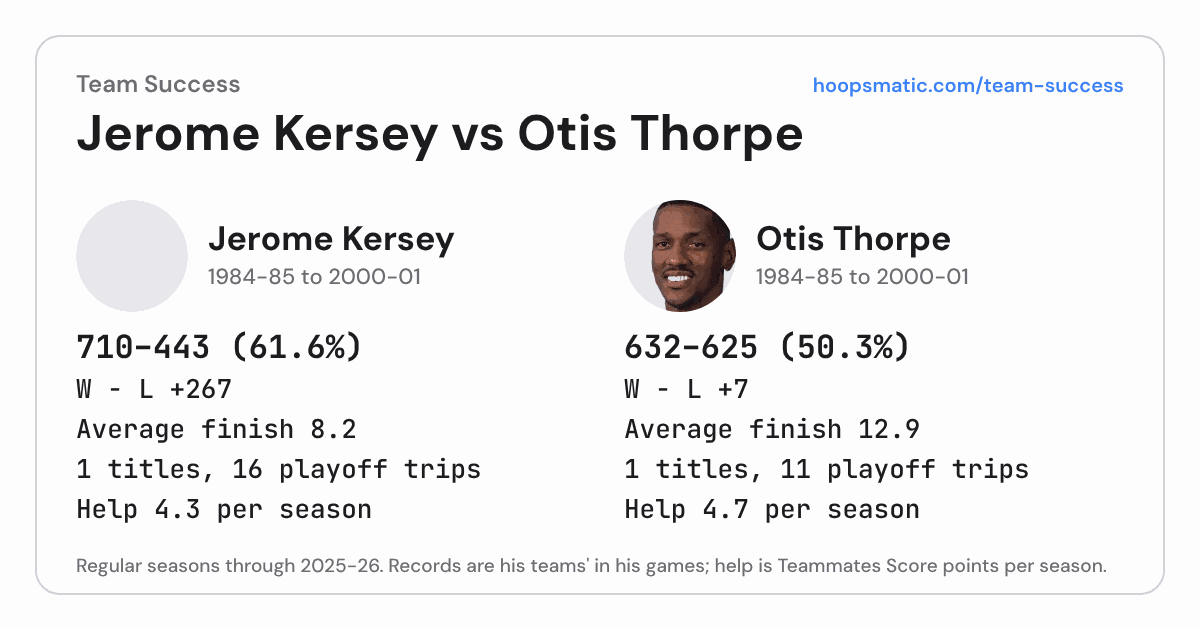 Team Success
hoopsmatic.com/team-success
Jerome Kersey vs Otis Thorpe
Jerome Kersey
1984-85 to 2000-01
710-443 (61.6%)
W - L +267
Average finish 8.2
1 titles, 16 playoff trips
Help 4.3 per season
Otis Thorpe
1984-85 to 2000-01
632-625 (50.3%)
W - L +7
Average finish 12.9
1 titles, 11 playoff trips
Help 4.7 per season
Regular seasons through 2025-26. Records are his teams' in his games; help is Teammates Score points per season.